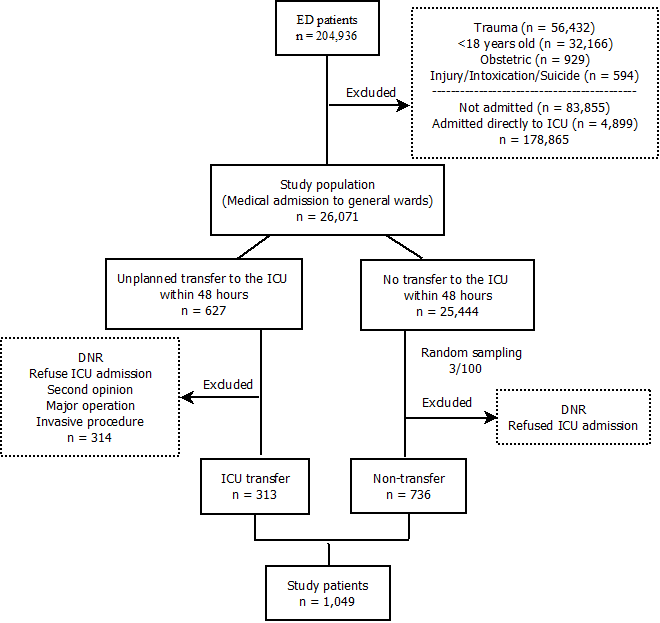 ED patients
n = 204,936
Trauma (n = 56,432)
<18 years old (n = 32,166)
Obstetric (n = 929)
Injury/Intoxication/Suicide (n = 594)
----------------------------------------
Not admitted (n = 83,855)
Admitted directly to ICU (n = 4,899)
n = 178,865
Excluded
Study population
(Medical admission to general wards)
n = 26,071
Unplanned transfer to the ICU
within 48 hours
n = 627
No transfer to the ICU
within 48 hours
n = 25,444
Random sampling
3/100
DNR
Refuse ICU admission
Second opinion
Major operation
Invasive procedure
n = 314
Excluded
Excluded
DNR
Refused ICU admission
ICU transfer
n = 313
Non-transfer
n = 736
Study patients
n = 1,049